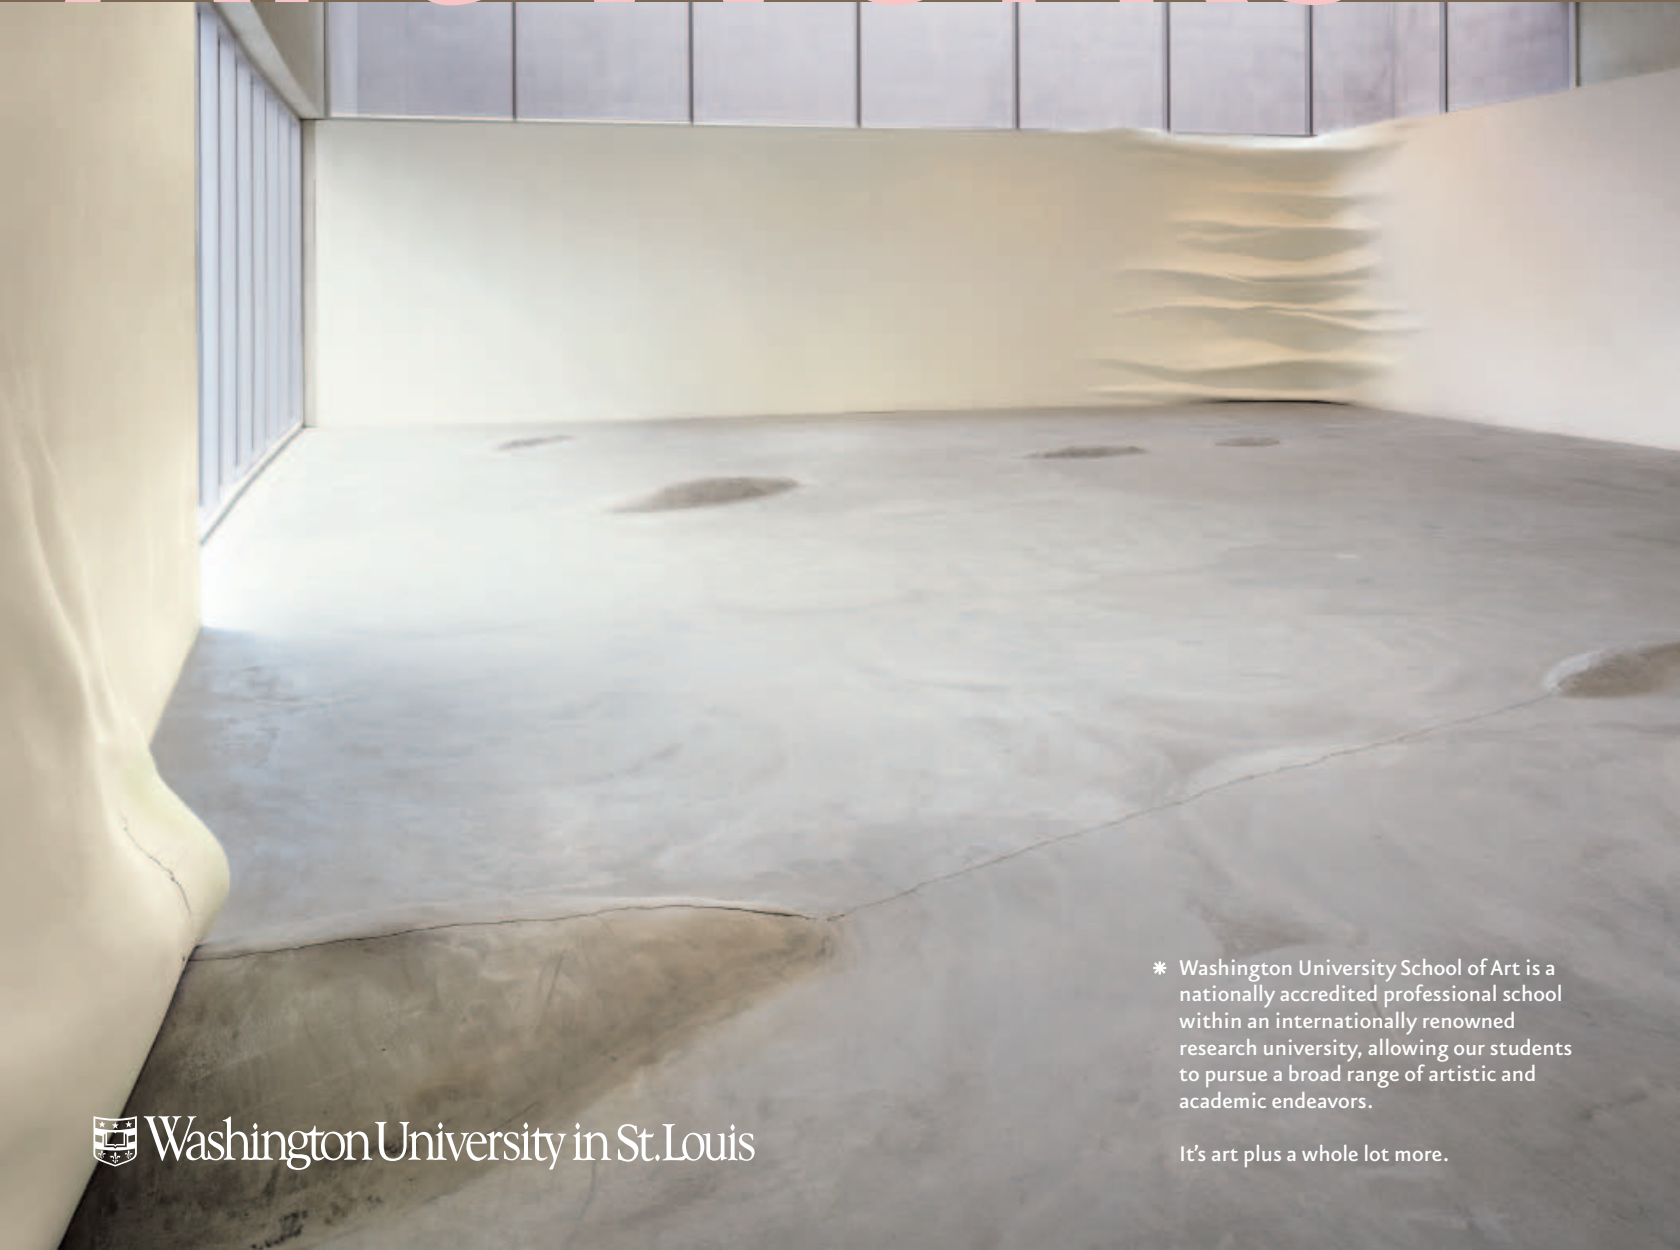 * Washington University School of Art is a
nationally accredited professional school
within an internationally renowned
research university, allowing our students
to pursue a broad range of artistic and
academic endeavors.
It's art plus a whole lot more.
Washington University in St. Louis